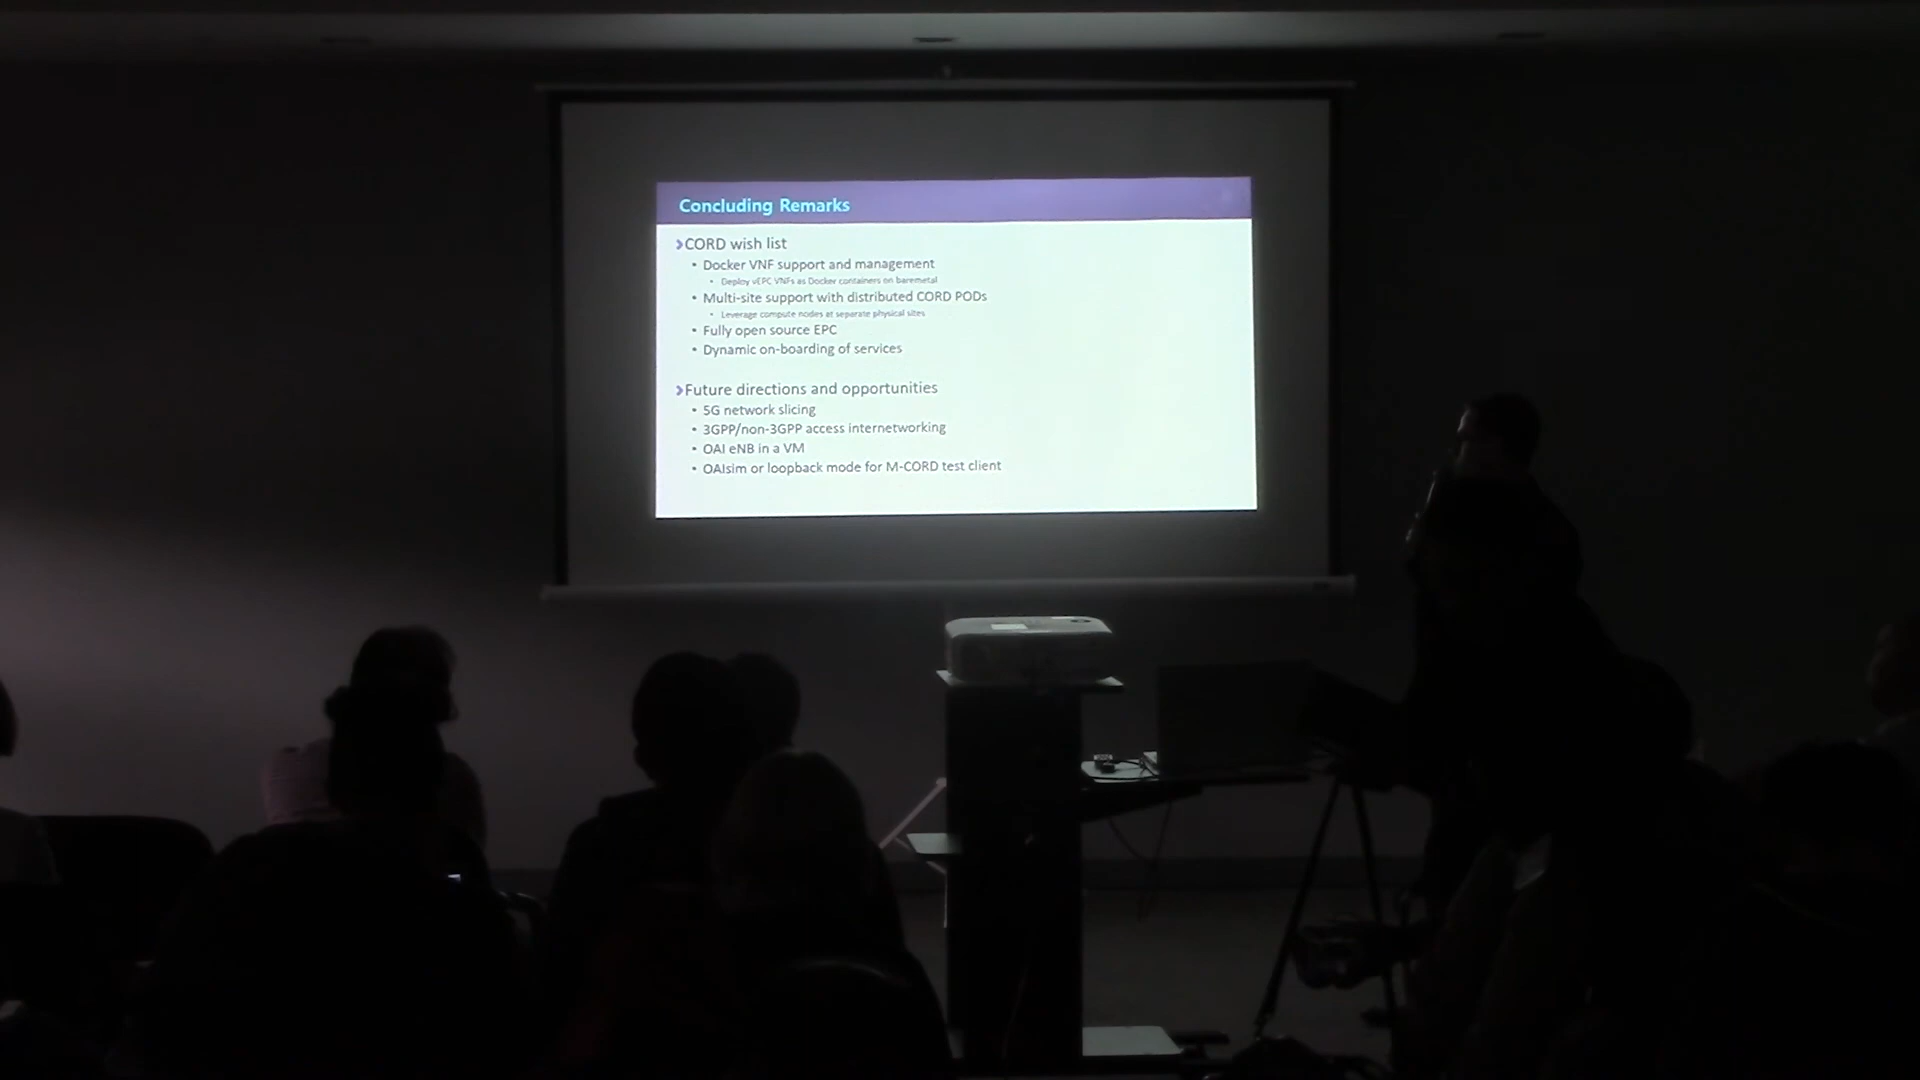 Concluding Remarks
›CORD wish list
• Docker VNF support and management
• Deploy vEPC VNFs as Docker containers on baremetal
• Multi-site support with distributed CORD PODs
• Leverage compute nodes at separate physical sites
• Fully open source EPC
• Dynamic on-boarding of services
›Future directions and opportunities
• 5G network slicing
• 3GPP/non-3GPP access internetworking
• OAI eNB in a VM
• OAIsim or loopback mode for M-CORD test client